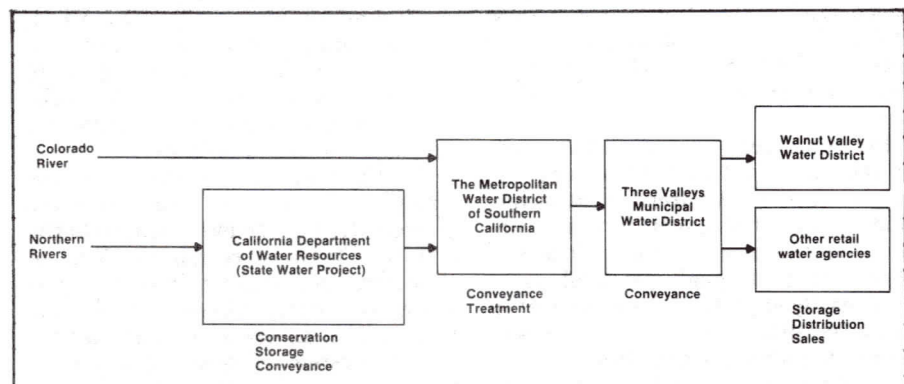 Colorado
River
Northern
Rivers
California Department
of Water Resources
(State Water Project)
Conservation
Storage
Conveyance
The Metropolitan
Water District
of Southern
California
Conveyance
Treatment
Three Valleys
Municipal
Water District
Conveyance
Walnut Valley
Water District
Other retail
water agencies
Storage
Distribution
Sales